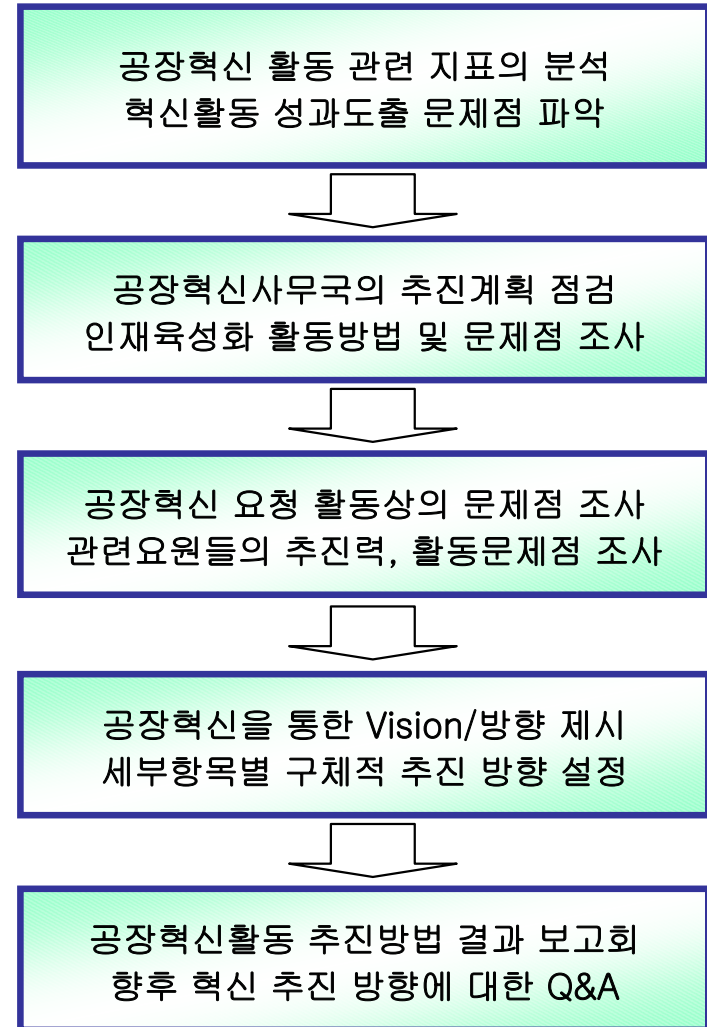 공장혁신 활동 관련 지표의 분석
혁신활동 성과도출 문제점 파악
공장혁신사무국의 추진계획 점검
인재육성화 활동방법 및 문제점 조사
공장혁신 요청 활동상의 문제점 조사
관련요원들의 추진력, 활동문제점 조사
공장혁신을 통한 Vision/방향 제시
세부항목별 구체적 추진 방향 설정
공장혁신활동 추진방법 결과 보고회
향후 혁신 추진 방향에 대한 Q&A